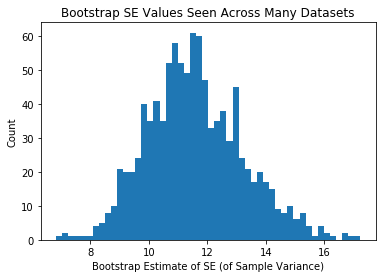 Bootstrap SE Values Seen Across Many Datasets
60
50
40
30
20
10
0
Count
8 10 12 14 16
Bootstrap Estimate of SE (of Sample Variance)